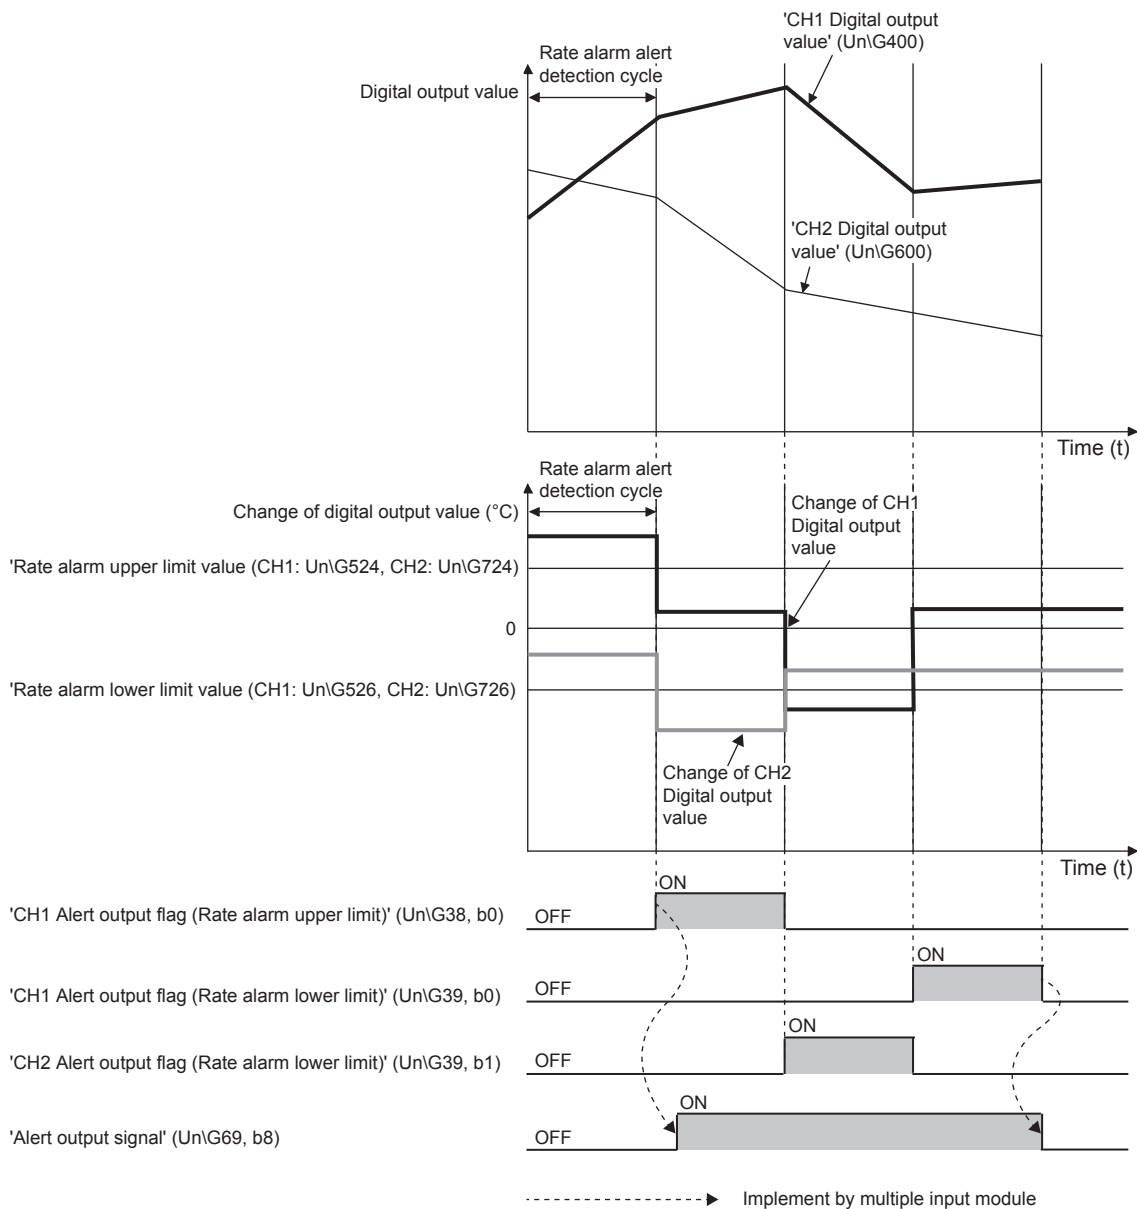 'CH1 Digital output
value' (Un\G400)
Rate alarm alert
detection cycle
Digital output value
'CH2 Digital output
value' (Un\G600)
Time (t)
Rate alarm alert
detection cycle
Change of digital output value (°C)
Change of CH1
Digital output
value
'Rate alarm upper limit value (CH1: Un\G524, CH2: Un\G724)
0
'Rate alarm lower limit value (CH1: Un\G526, CH2: Un\G726)
Change of CH2
Digital output
value
Time (t)
ON
'CH1 Alert output flag (Rate alarm upper limit)' (Un\G38, b0)
OFF
ON
'CH1 Alert output flag (Rate alarm lower limit)' (Un\G39, b0)
OFF
ON
'CH2 Alert output flag (Rate alarm lower limit)' (Un\G39, b1)
OFF
ON
'Alert output signal' (Un\G69, b8)
OFF
Implement by multiple input module